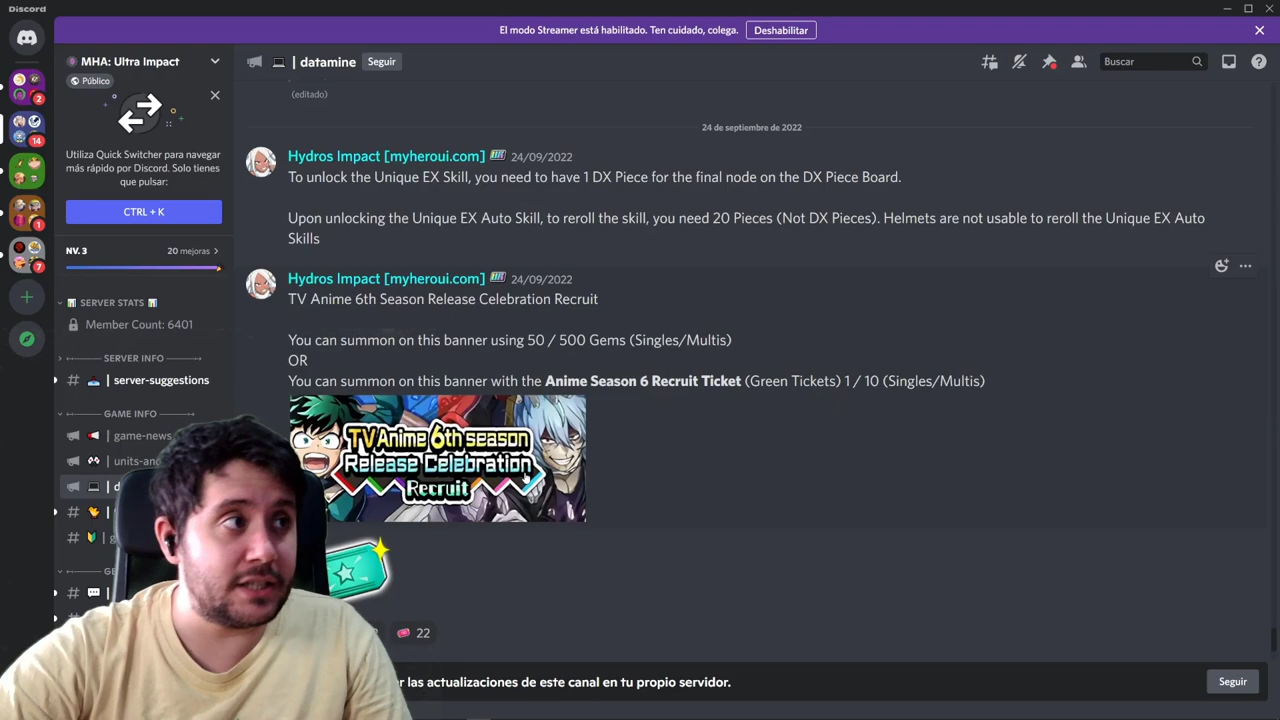 Discord
El modo Streamer está habilitado. Ten cuidado, colega.
Deshabilitar
MHA: Ultra Impact
Público
| datamine
Seguir
Buscar
Utiliza Quick Switcher para navegar
más rápido por Discord. Solo tienes
que pulsar:
CTRL + K
NV. 3
20 mejoras
SERVER STATS
Member Count: 6401
SERVER INFO
# | server-suggestions
GAME INFO
| game-news
| units-an
| d
#
# | g
GE
# |
#
2
14
1
7
(editado)
24 de septiembre de 2022
Hydros Impact [myheroui.com] 24/09/2022
To unlock the Unique EX Skill, you need to have 1 DX Piece for the final node on the DX Piece Board.
Upon unlocking the Unique EX Auto Skill, to reroll the skill, you need 20 Pieces (Not DX Pieces). Helmets are not usable to reroll the Unique EX Auto
Skills
Hydros Impact [myheroui.com] 24/09/2022
TV Anime 6th Season Release Celebration Recruit
You can summon on this banner using 50 / 500 Gems (Singles/Multis)
OR
You can summon on this banner with the Anime Season 6 Recruit Ticket (Green Tickets) 1 / 10 (Singles/Multis)
TV Anime 6th season
Release Celebration
Recruit
22
er las actualizaciones de este canal en tu propio servidor.
Seguir